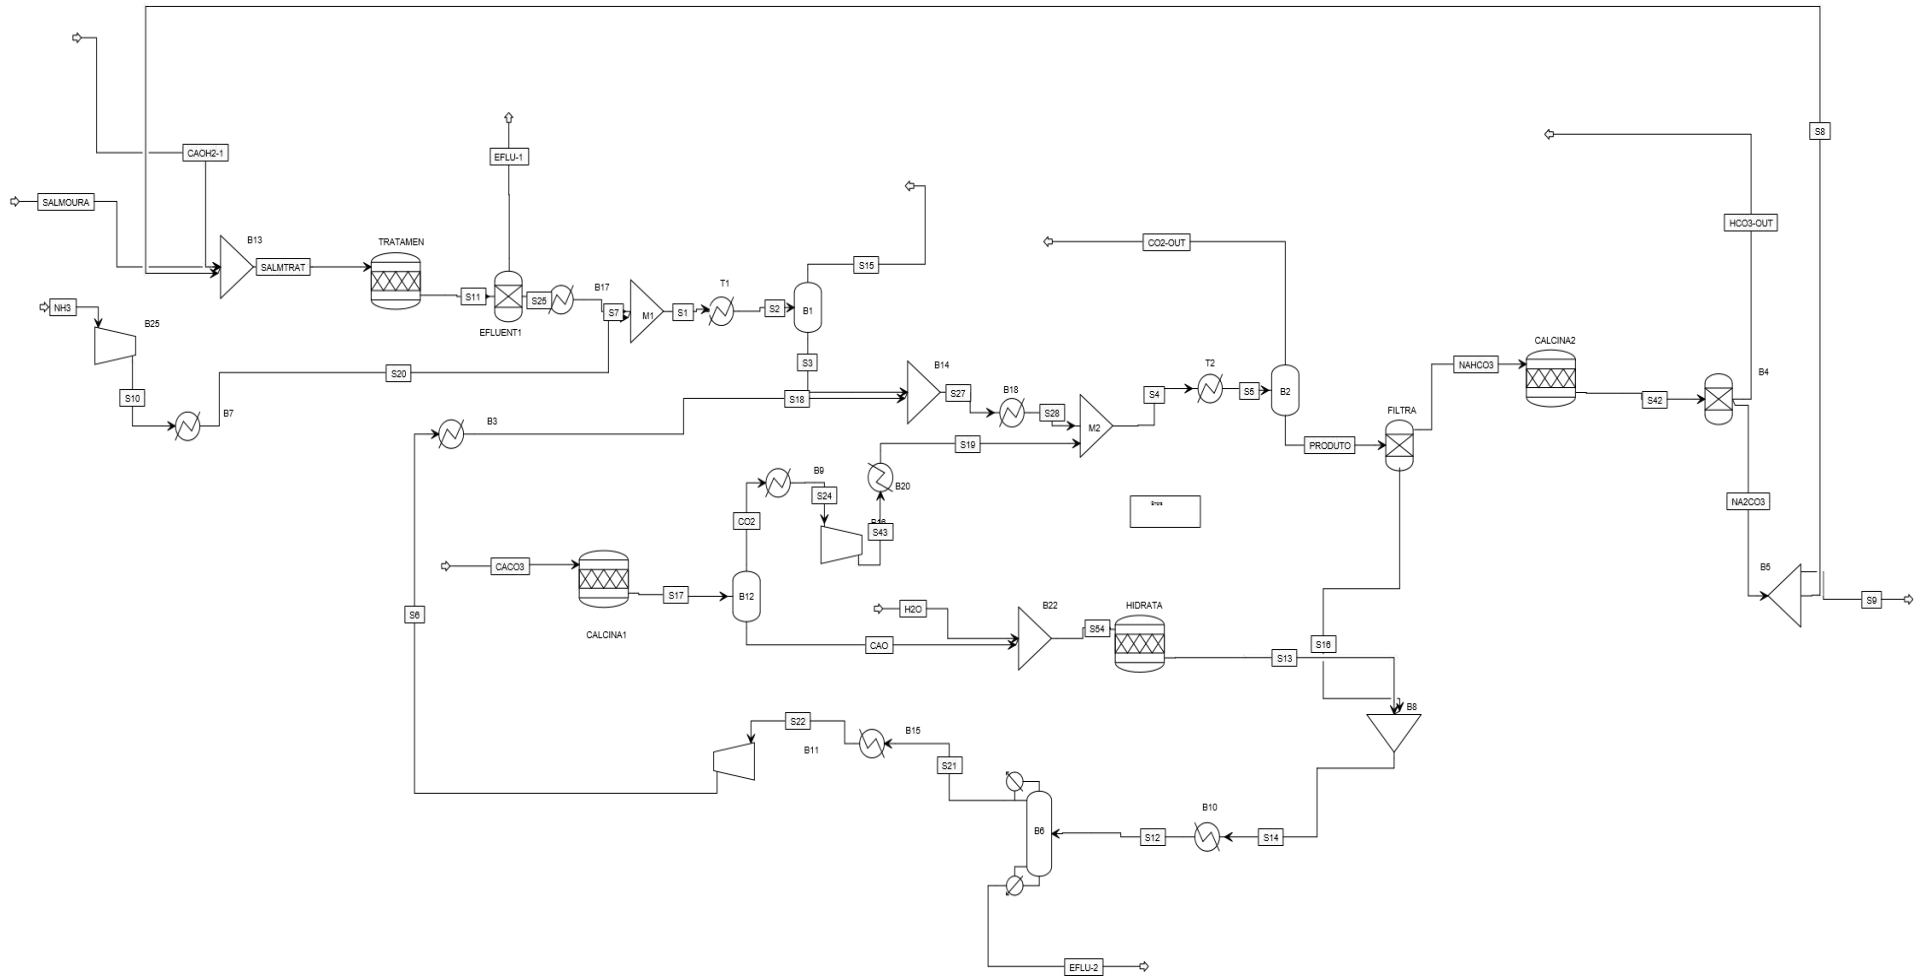 S8
CAOH2-1
EFLU-1
SALMOURA
HCO3-OUT
B13
TRATAMEN
CO2-OUT
SALMTRAT
S15
T1
NH3
S11
S25
B17
S7
M1
S1
S2
B1
B25
EFLUENT1
CALCINA2
S3
B14
T2
NAHCO3
B4
S20
S10
S18
S27
B18
S4
S5
B2
S42
B7
B3
S28
M2
FILTRA
S19
PRODUTO
B9
S24
B20
NA2CO3
Erros
CO2
S43
CACO3
B5
S17
B12
H2O
B22
HIDRATA
S9
S6
CALCINA1
CAO
S54
S13
S16
S22
B15
B8
B11
S21
B10
B6
S12
S14
EFLU-2